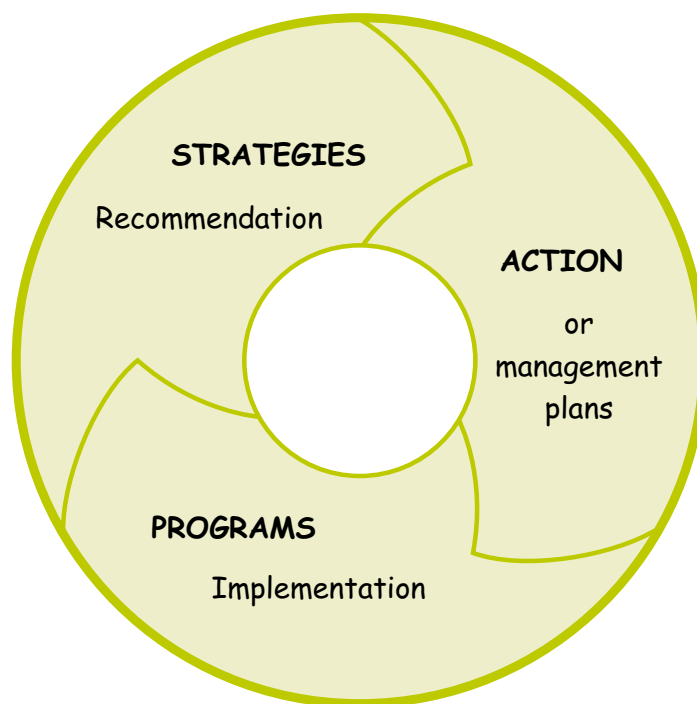 STRATEGIES
Recommendation
ACTION
or
management
plans
PROGRAMS
Implementation